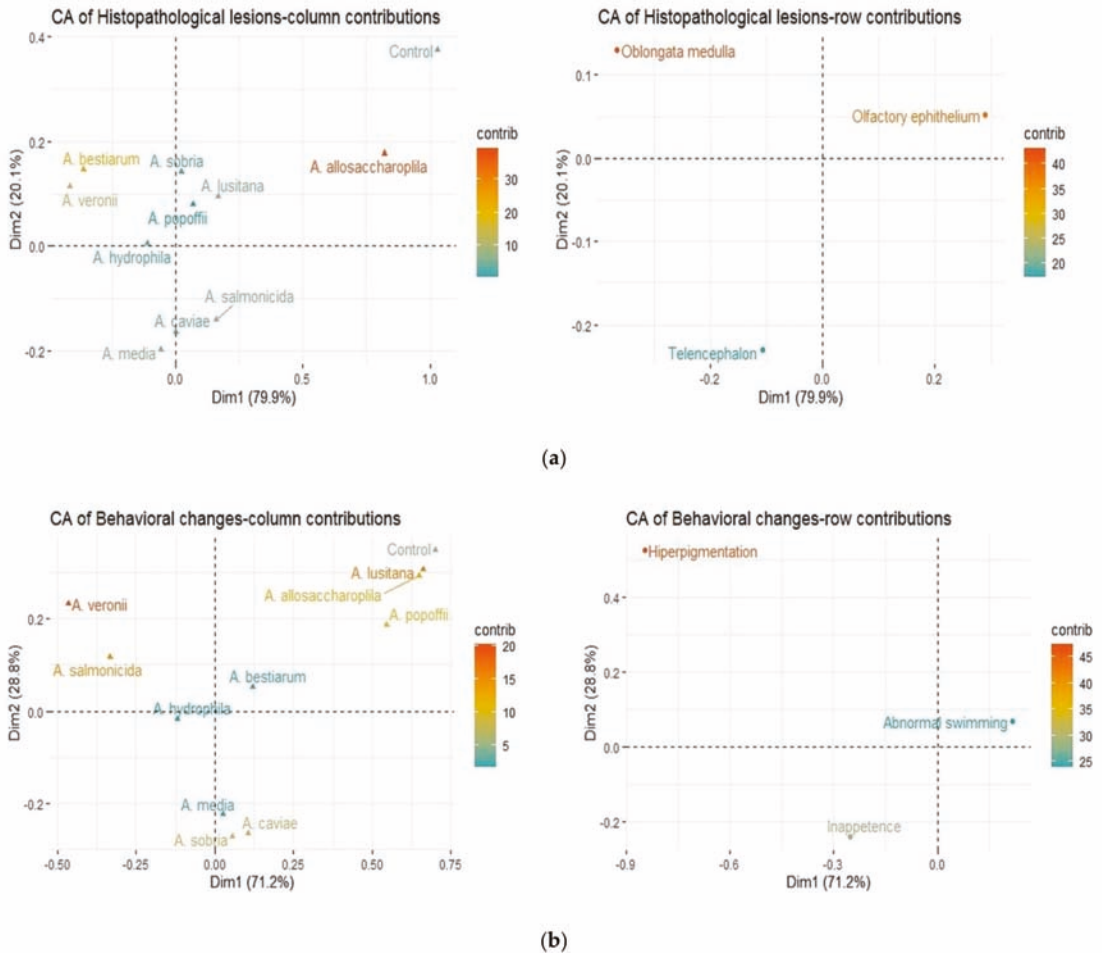 CA of Histopathological lesions-column contributions
0.4
Control
A. bestiarum
A. sobria
A. allosaccharoplila
0.2
A. lusitana
A. veronii
A. popoffii
0.0
A. hydrophila
A. salmonicida
A. caviae
A. media
-0.2
0.0
0.5
1.0
Dim1 (79.9%)
Dim2 (20.1%)
contrib
30
20
10
CA of Histopathological lesions-row contributions
Oblongata medulla
0.1
Olfactory ephithelium
0.0
-0.1
-0.2
Telencephalon
-0.2
0.0
0.2
Dim1 (79.9%)
Dim2 (20.1%)
contrib
40
35
30
25
20
(a)
CA of Behavioral changes-column contributions
Control
A. lusitana
A. allosaccharoplila
A. veronii
A. popoffii
0.2
A. salmonicida
A. bestiarum
A. hydrophila
0.0
A. media
-0.2
A. caviae
A. sobria
-0.50
-0.25
0.00
0.25
0.50
0.75
Dim1 (71.2%)
Dim2 (28.8%)
contrib
20
15
10
5
CA of Behavioral changes-row contributions
Hiperpigmentation
0.4
0.2
Abnormal swimming
0.0
-0.2
Inappetence
-0.9
-0.6
-0.3
0.0
Dim1 (71.2%)
Dim2 (28.8%)
contrib
45
40
35
30
25
(b)